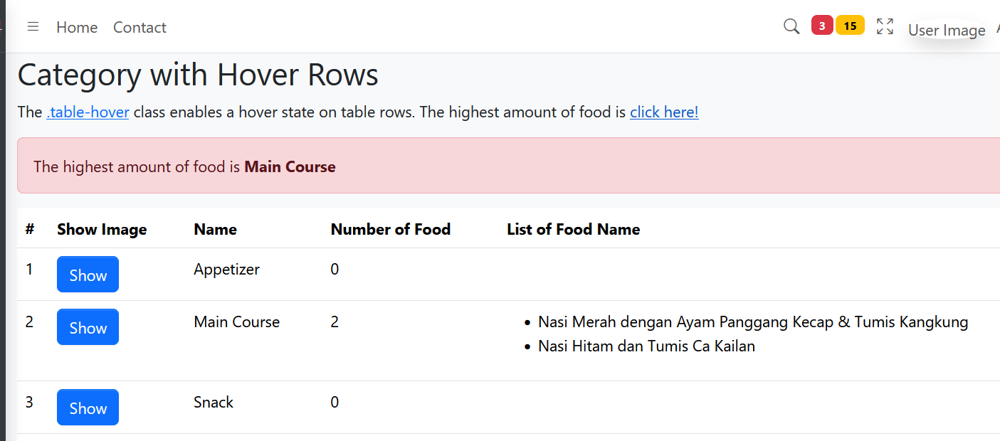 Home Contact 3 15 User Image
Category with Hover Rows
The .table-hover class enables a hover state on table rows. The highest amount of food is click here!
The highest amount of food is Main Course
# Show Image Name Number of Food List of Food Name
1 Show Appetizer 0
2 Show Main Course 2 • Nasi Merah dengan Ayam Panggang Kecap & Tumis Kangkung
• Nasi Hitam dan Tumis Ca Kailan
3 Show Snack 0